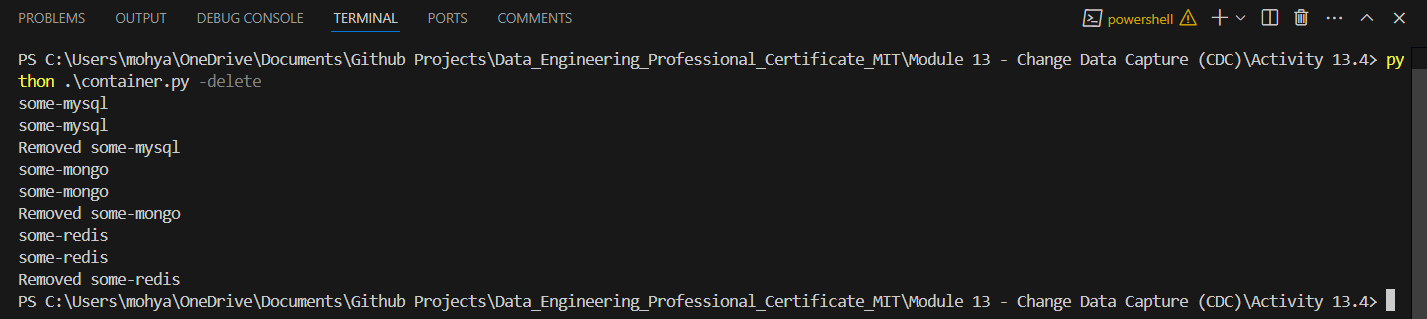 PROBLEMS OUTPUT DEBUG CONSOLE TERMINAL PORTS COMMENTS powershell
PS C:\Users\mohya\OneDrive\Documents\Github Projects\Data_Engineering_Professional_Certificate_MIT\Module 13 - Change Data Capture (CDC)\Activity 13.4> py
thon .\container.py -delete
some-mysql
some-mysql
Removed some-mysql
some-mongo
some-mongo
Removed some-mongo
some-redis
some-redis
Removed some-redis
PS C:\Users\mohya\OneDrive\Documents\Github Projects\Data_Engineering_Professional_Certificate_MIT\Module 13 - Change Data Capture (CDC)\Activity 13.4>